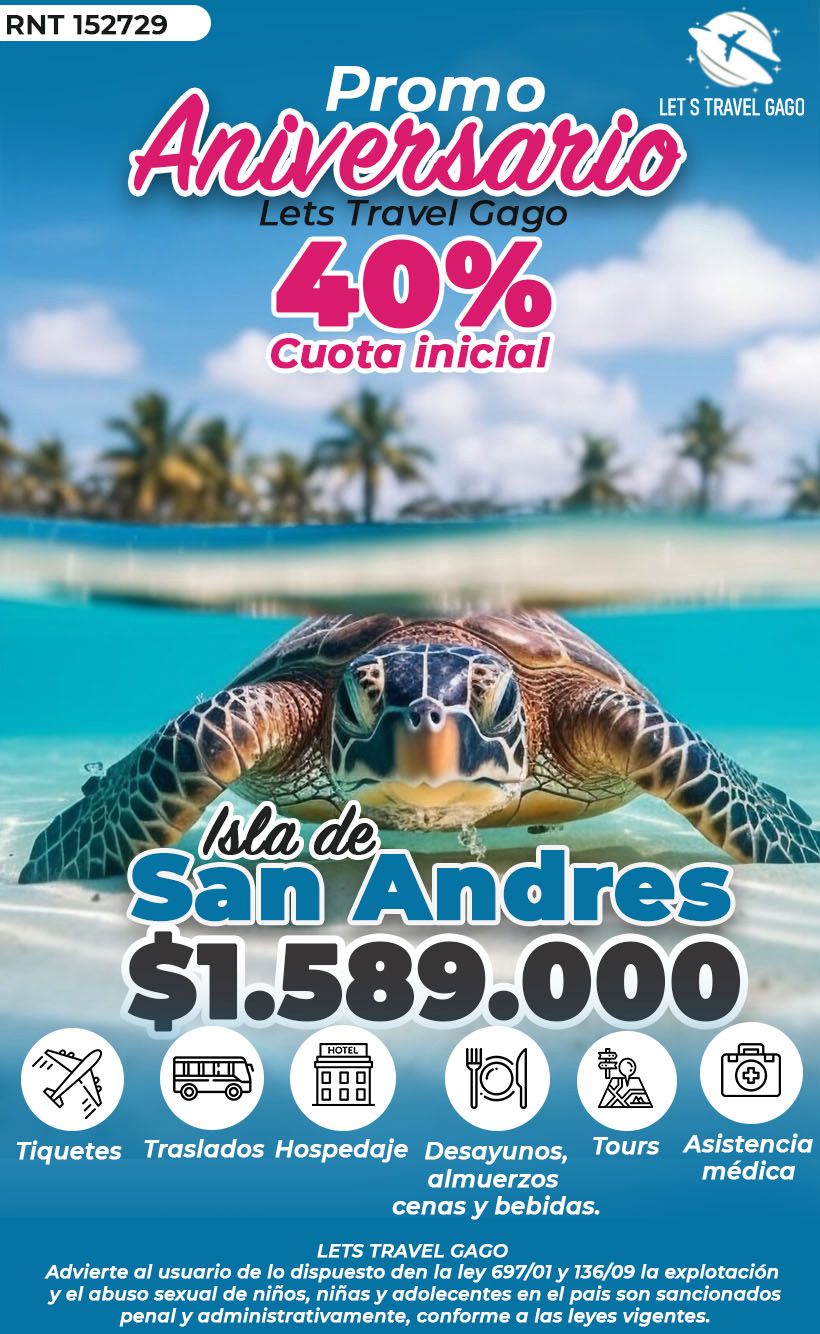 RNT 152729
LET S TRAVEL GAGO
Promo
Aniversario
Lets Travel Gago
40%
Cuota inicial
Isla de
San Andres
$1.589.000
HOTEL
Tiquetes
Traslados
Hospedaje
Desayunos,
almuerzos
cenas y bebidas.
Tours
Asistencia
médica
LETS TRAVEL GAGO
Advierte al usuario de lo dispuesto den la ley 697/01 y 136/09 la explotación
y el abuso sexual de niños, niñas y adolecentes en el pais son sancionados
penal y administrativamente, conforme a las leyes vigentes.